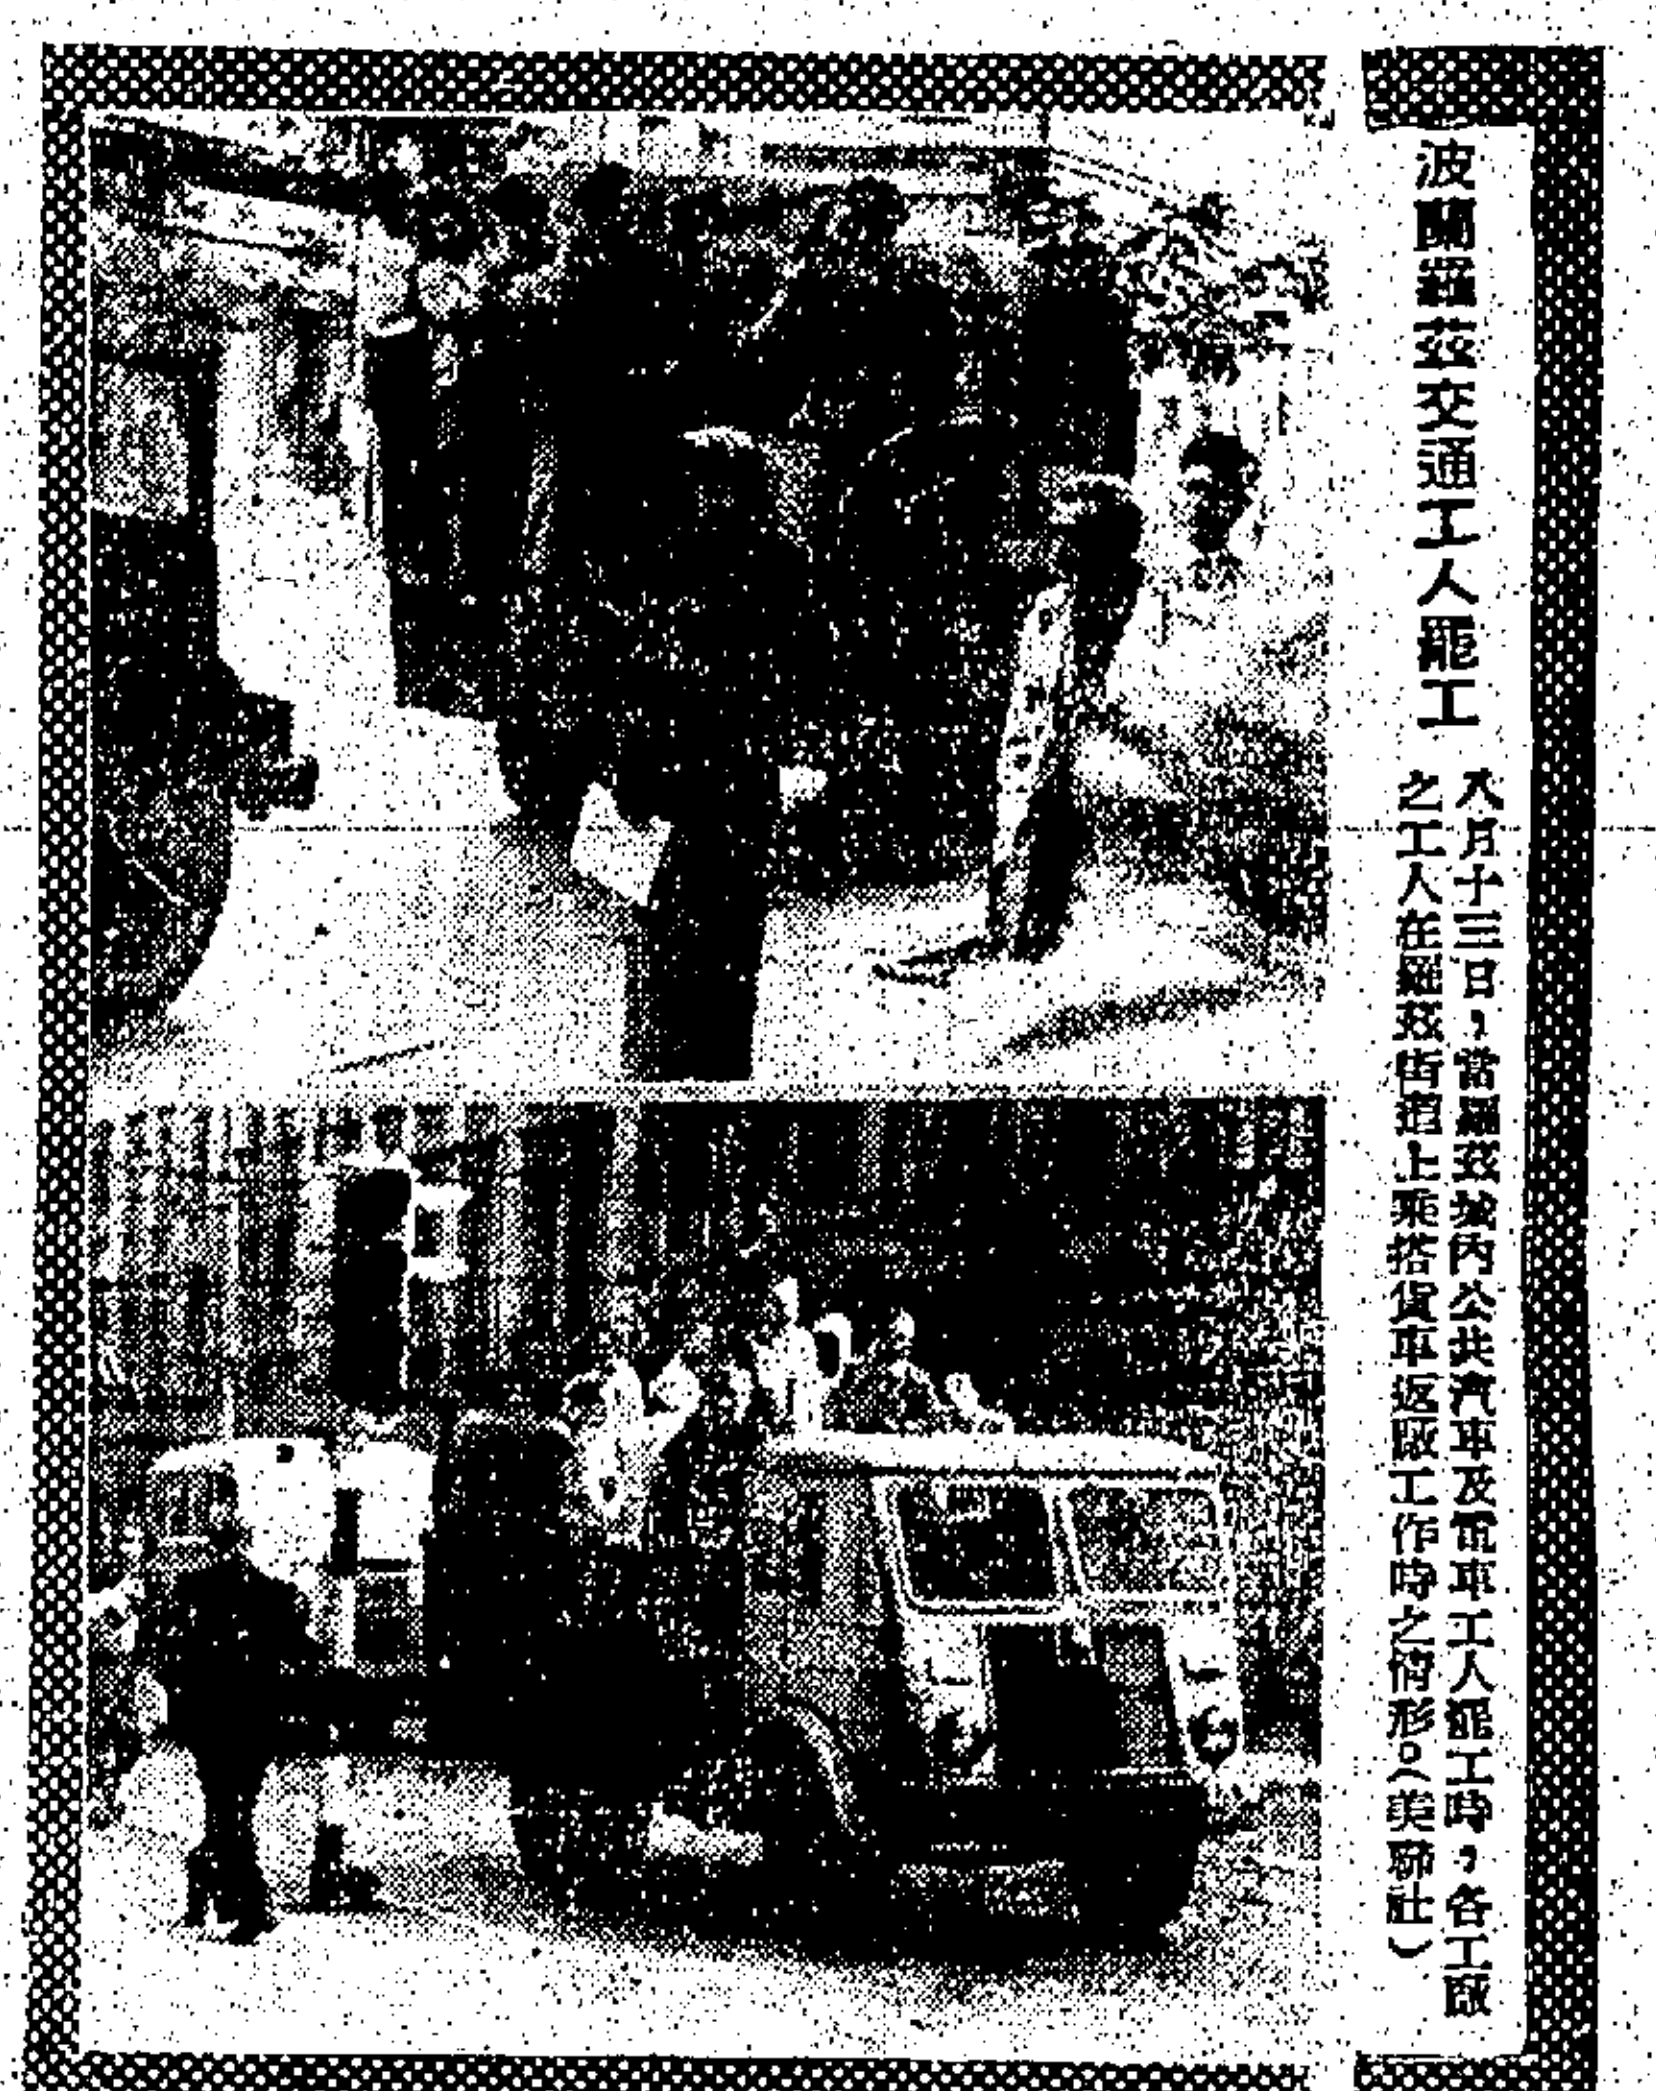 波蘭羅茲交通工人罷工
八月十三日，當羅茲城內公共汽車及電車工人罷工時，各工廠
之工人在羅茲街道上乘搭貨車返廠工作時之情形。（美聯社）